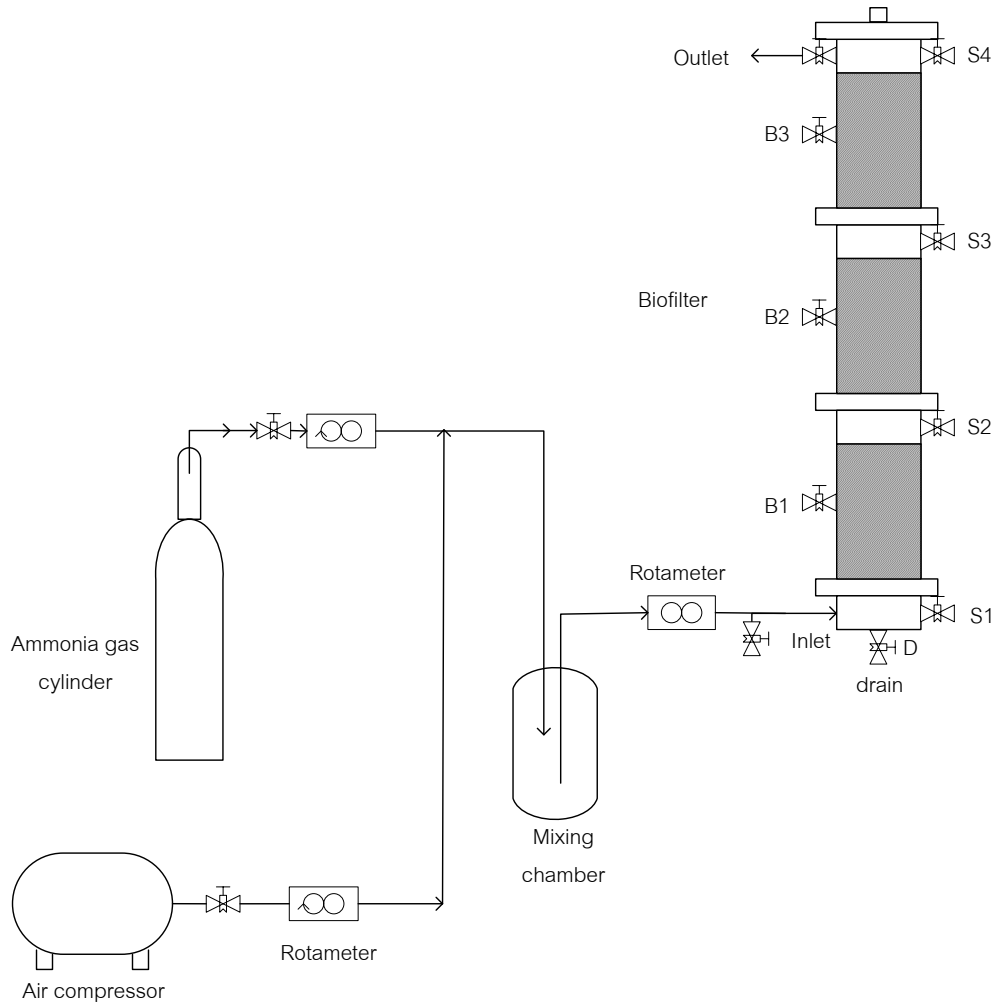 Outlet
S4
B3
S3
Biofilter
B2
S2
B1
Rotameter
S1
Inlet
D
drain
Ammonia gas
cylinder
Mixing
chamber
Rotameter
Air compressor